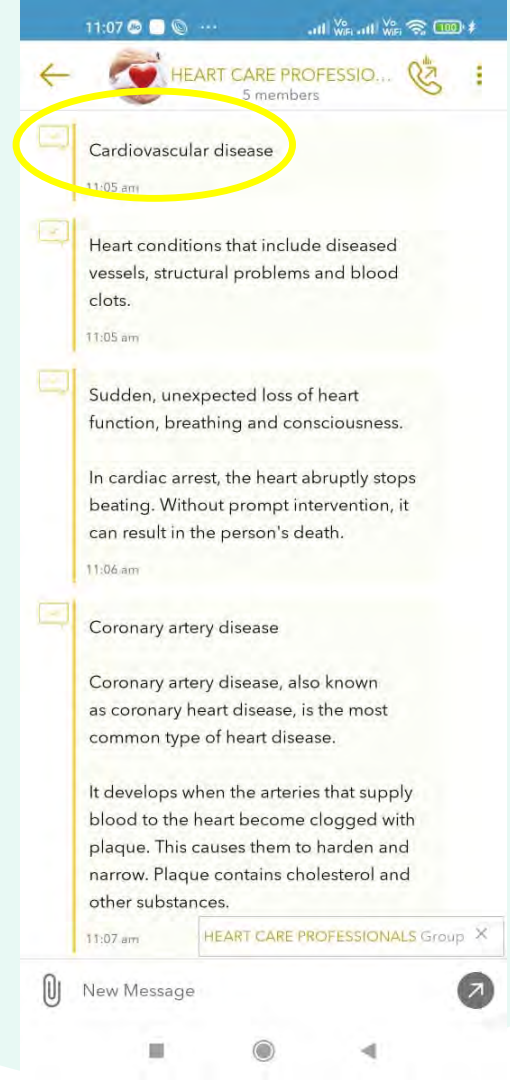 11:07 ...
Vo WiFi Vo WiFi 100
HEART CARE PROFESSIO...
5 members
Cardiovascular disease
11:05 am
Heart conditions that include diseased
vessels, structural problems and blood
clots.
11:05 am
Sudden, unexpected loss of heart
function, breathing and consciousness.
In cardiac arrest, the heart abruptly stops
beating. Without prompt intervention, it
can result in the person's death.
11:06 am
Coronary artery disease
Coronary artery disease, also known
as coronary heart disease, is the most
common type of heart disease.
It develops when the arteries that supply
blood to the heart become clogged with
plaque. This causes them to harden and
narrow. Plaque contains cholesterol and
other substances.
11:07 am
HEART CARE PROFESSIONALS Group
New Message